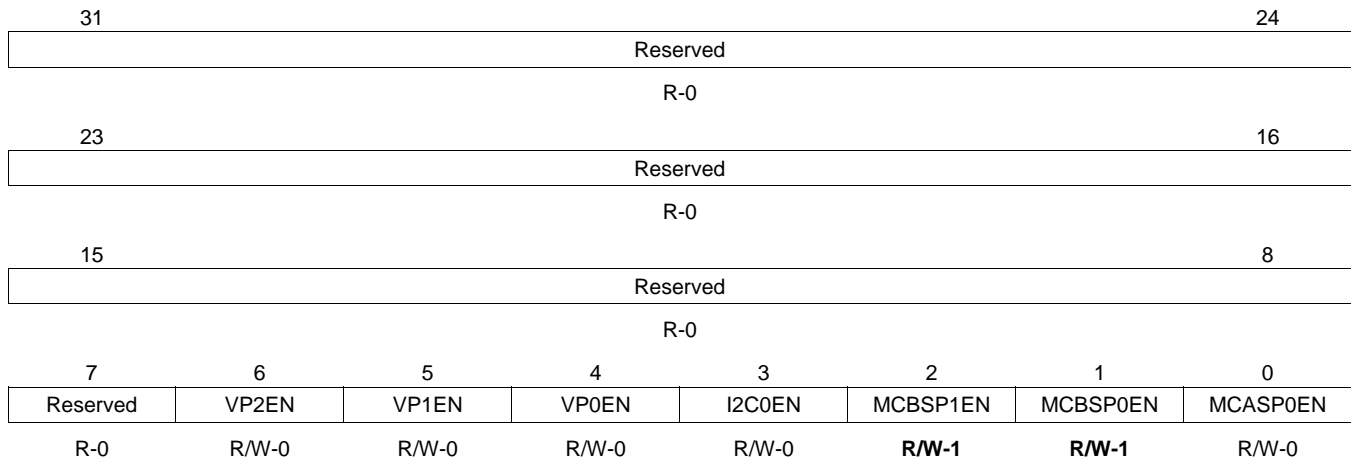 31 24
Reserved
R-0
23 16
Reserved
R-0
15 8
Reserved
R-0
7 6 5 4 3 2 1 0
Reserved VP2EN VP1EN VP0EN I2C0EN MCBSP1EN MCBSP0EN MCASP0EN
R-0 R/W-0 R/W-0 R/W-0 R/W-0 R/W-1 R/W-1 R/W-0